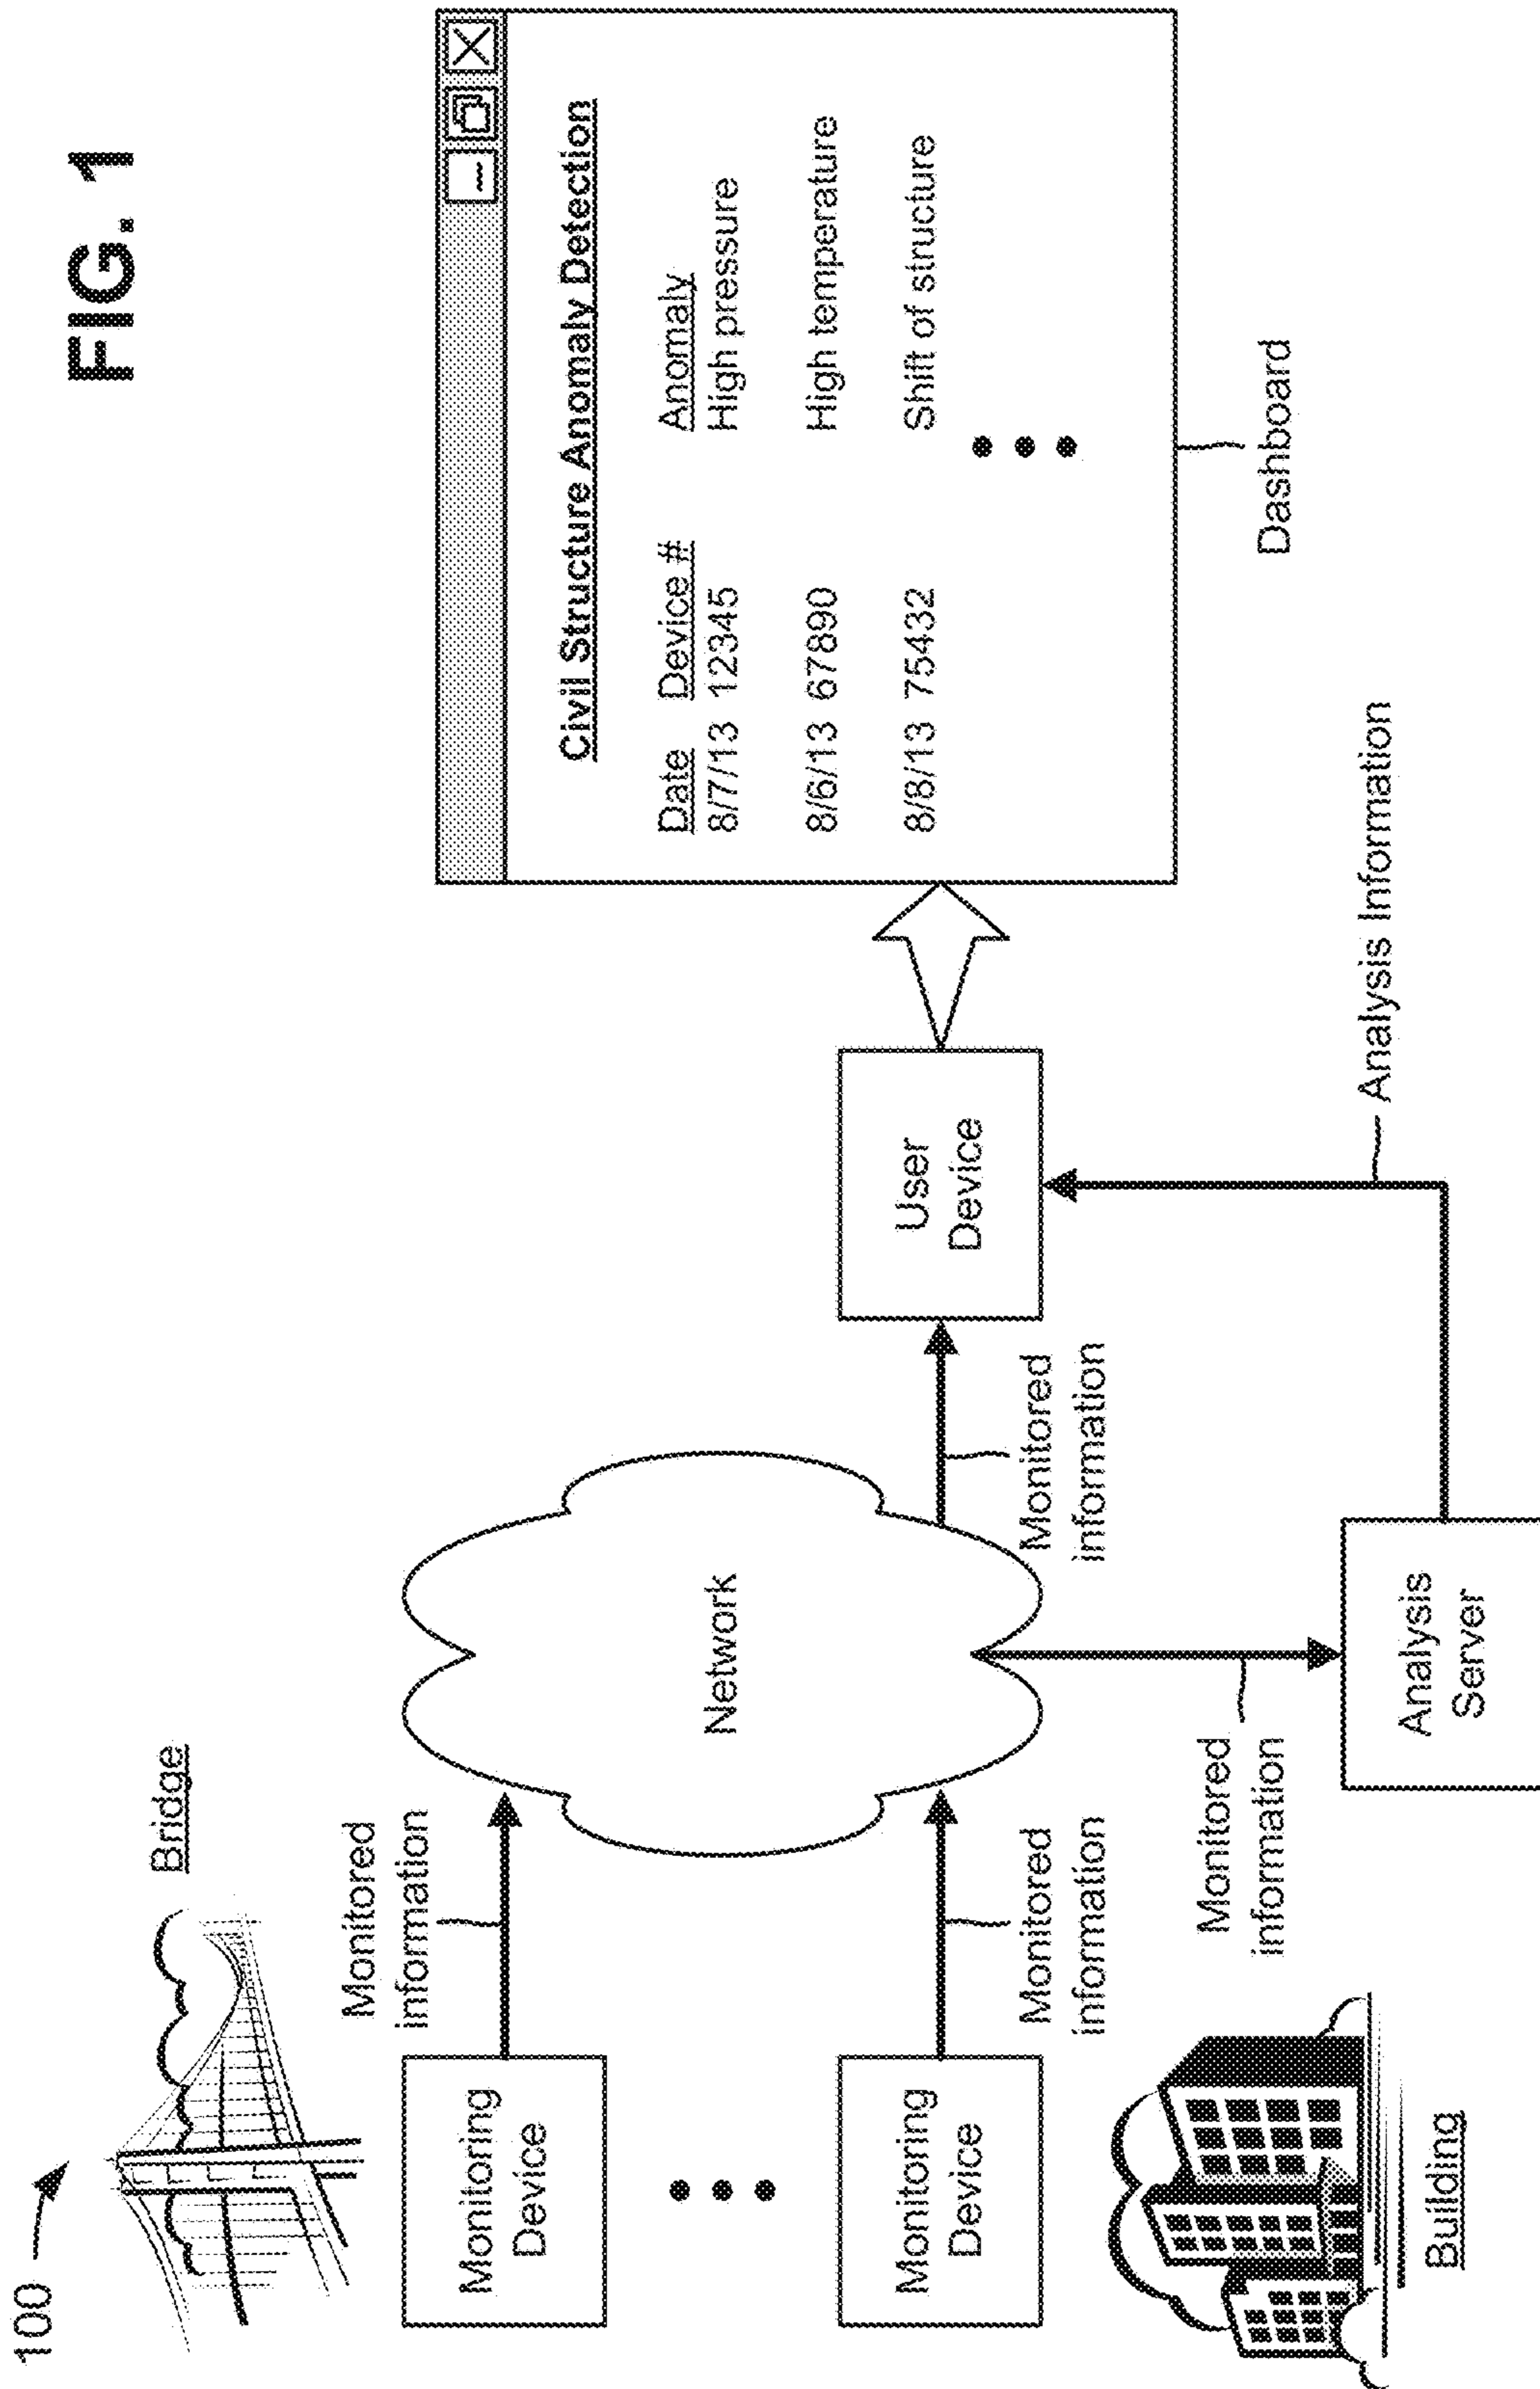 FIG. 1
100
Bridge
Monitoring
Device
Monitored
information
Network
Monitoring
Device
Monitored
information
Building
Monitored
information
Analysis
Server
Monitored
information
User
Device
Analysis Information
Civil Structure Anomaly Detection
Date Device # Anomaly
8/7/13 12345 High pressure
8/6/13 67890 High temperature
8/8/13 75432 Shift of structure
Dashboard